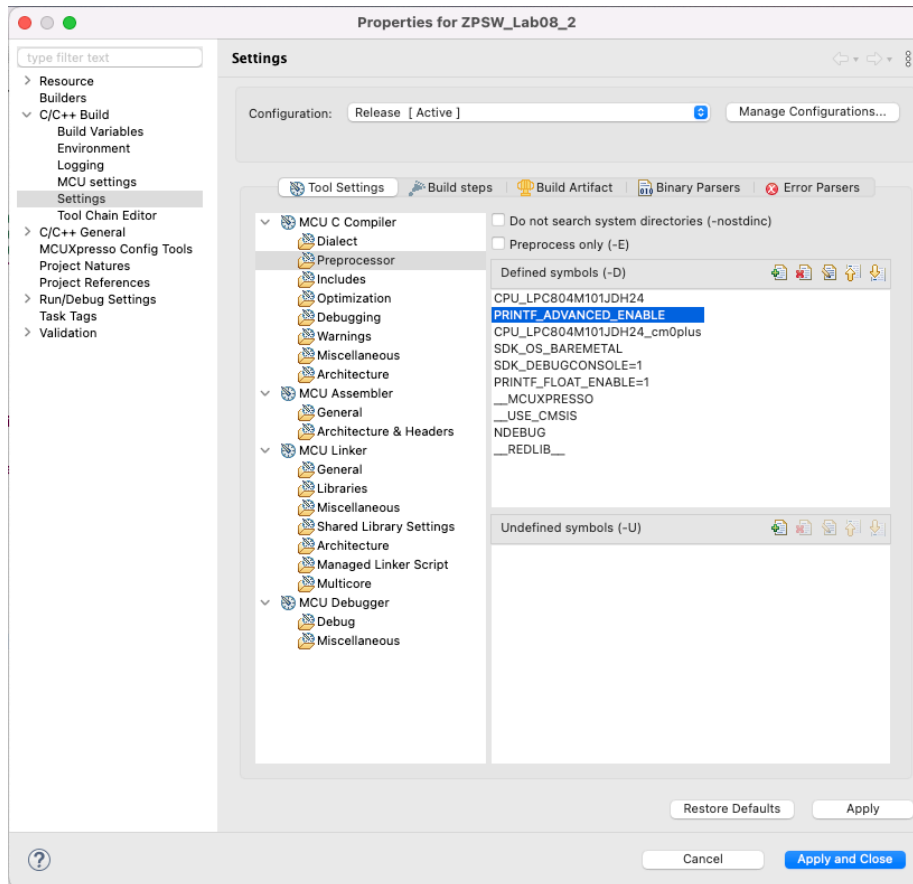 Properties for ZPSW_Lab08_2
type filter text
Settings
Resource
Builders
C/C++ Build
Build Variables
Environment
Logging
MCU settings
Settings
Tool Chain Editor
C/C++ General
MCUXpresso Config Tools
Project Natures
Project References
Run/Debug Settings
Task Tags
Validation
Configuration: Release [ Active ] Manage Configurations...
Tool Settings Build steps Build Artifact Binary Parsers Error Parsers
MCU C Compiler
Dialect
Preprocessor
Includes
Optimization
Debugging
Warnings
Miscellaneous
Architecture
MCU Assembler
General
Architecture & Headers
MCU Linker
General
Libraries
Miscellaneous
Shared Library Settings
Architecture
Managed Linker Script
Multicore
MCU Debugger
Debug
Miscellaneous
Do not search system directories (-nostdinc)
Preprocess only (-E)
Defined symbols (-D)
CPU_LPC804M101JDH24
PRINTF_ADVANCED_ENABLE
CPU_LPC804M101JDH24_cm0plus
SDK_OS_BAREMETAL
SDK_DEBUGCONSOLE=1
PRINTF_FLOAT_ENABLE=1
__MCUXPRESSO
__USE_CMSIS
NDEBUG
__REDLIB__
Undefined symbols (-U)
Restore Defaults Apply
? Cancel Apply and Close